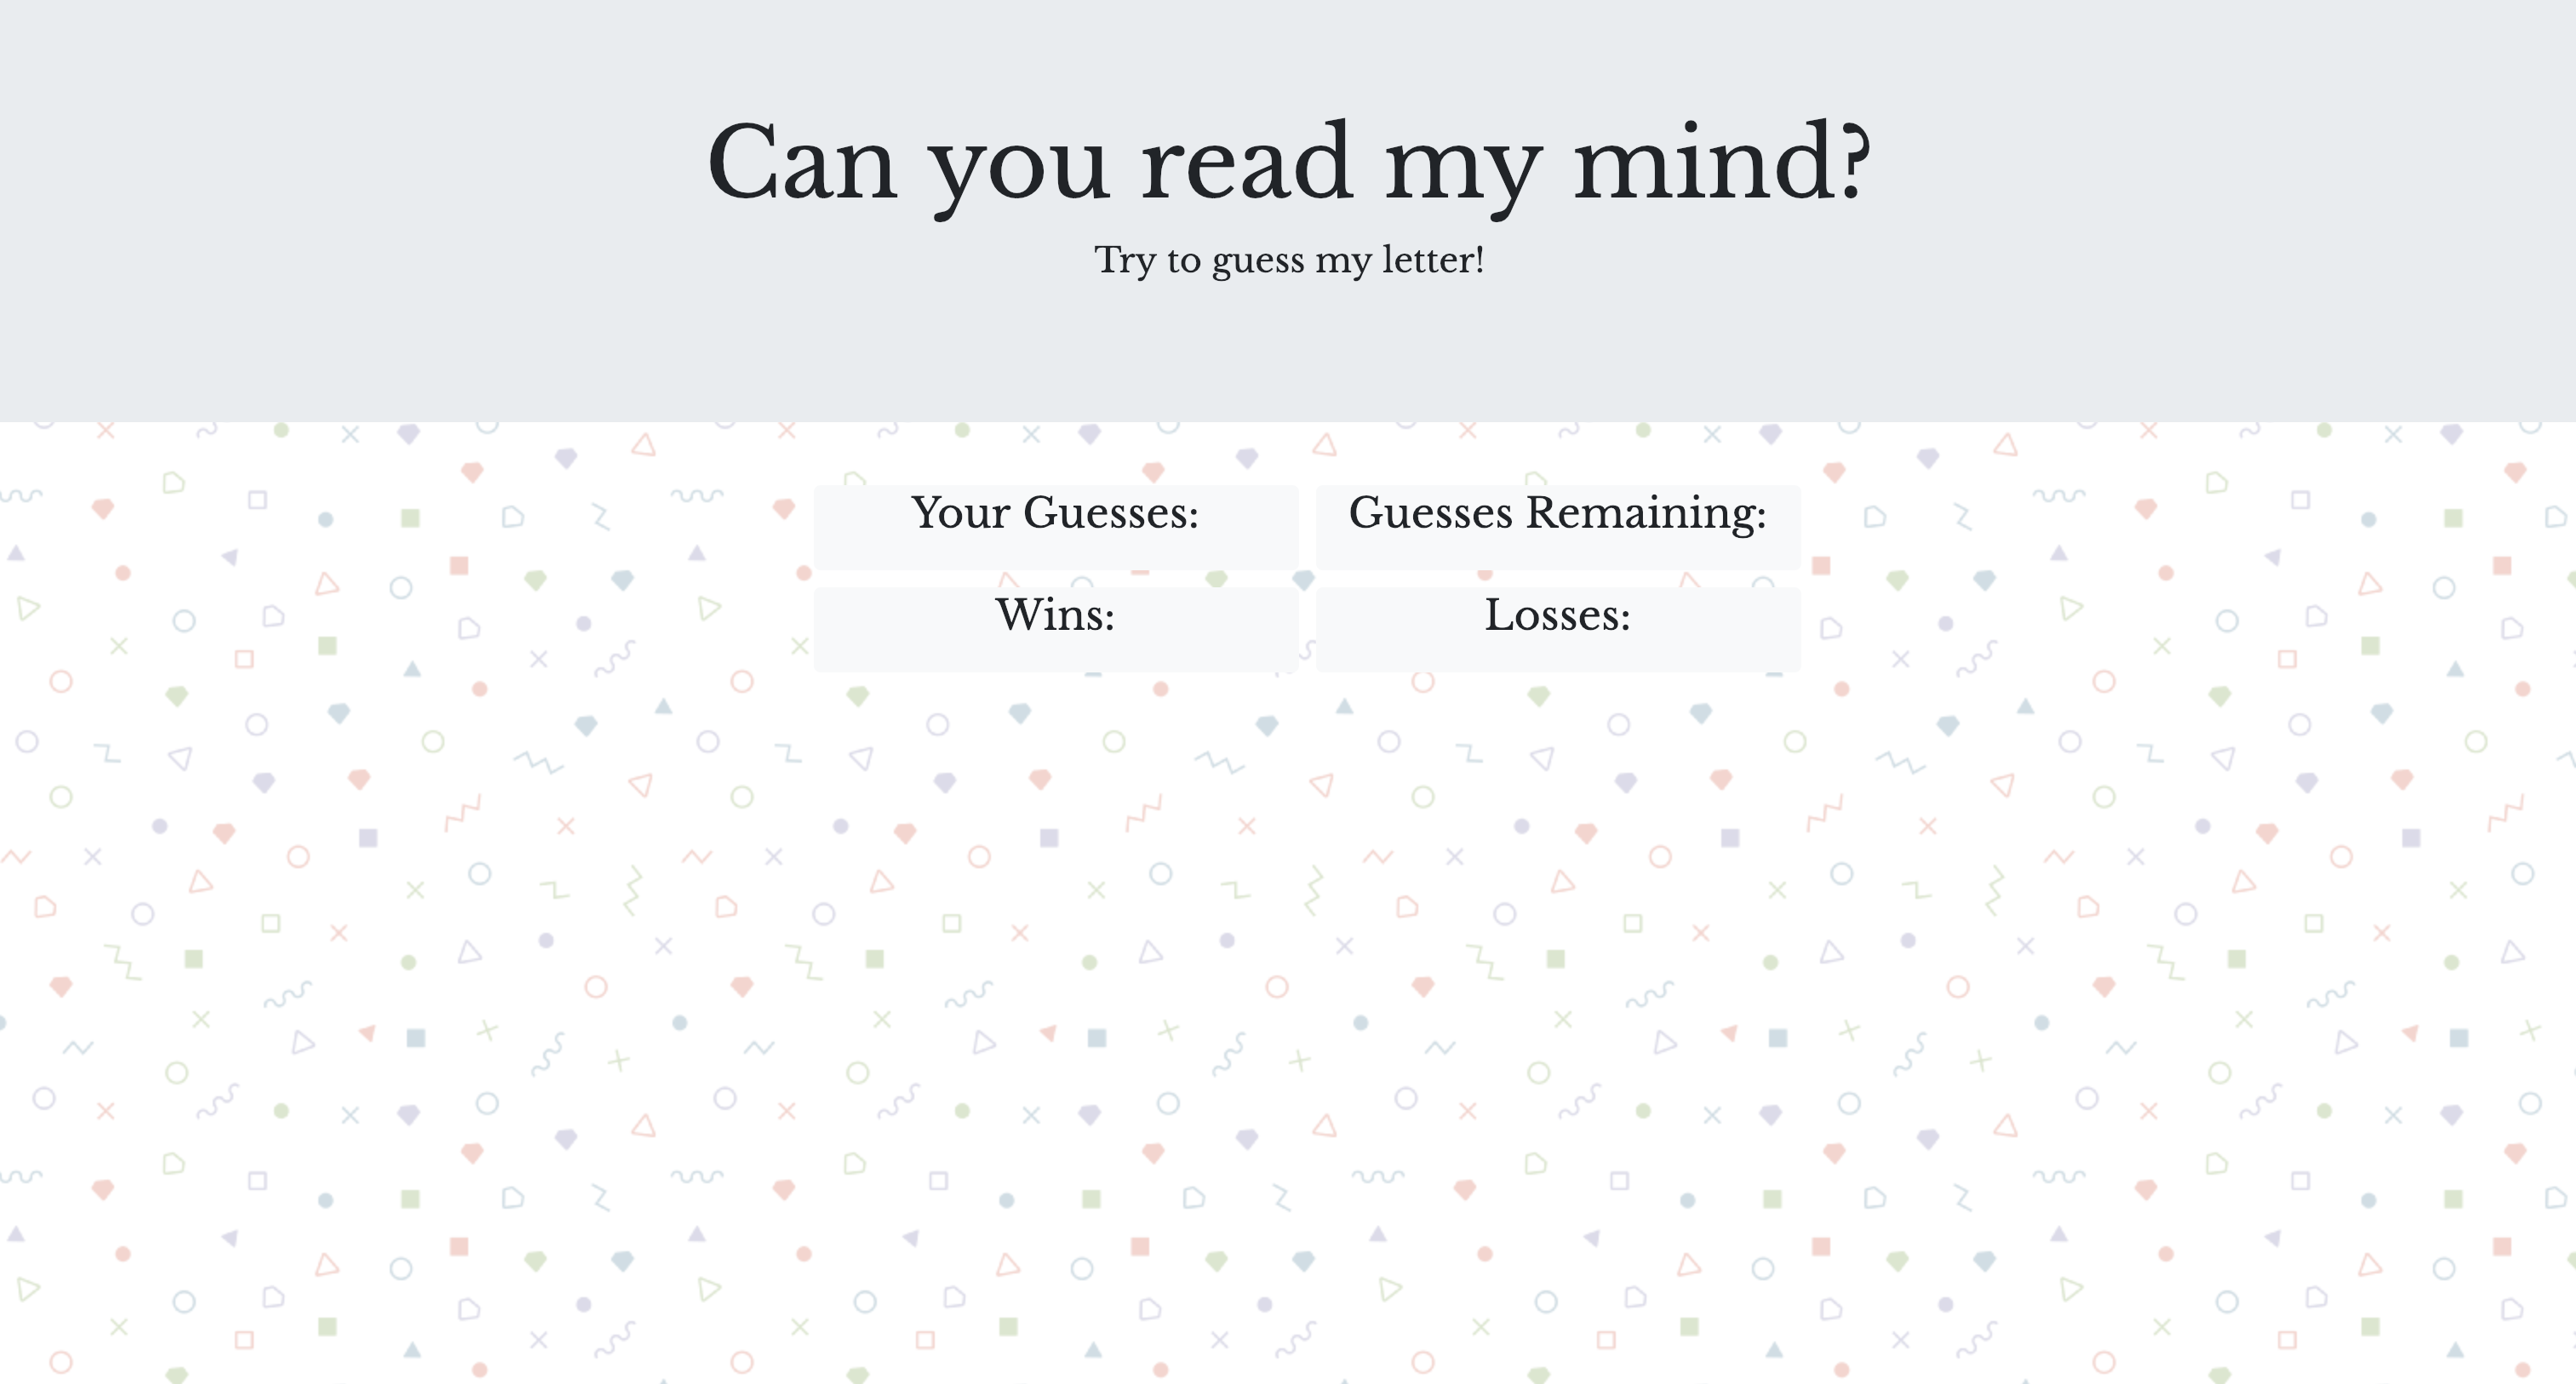 Can you read my mind?
Try to guess my letter!
Your Guesses:
Guesses Remaining:
Wins:
Losses: